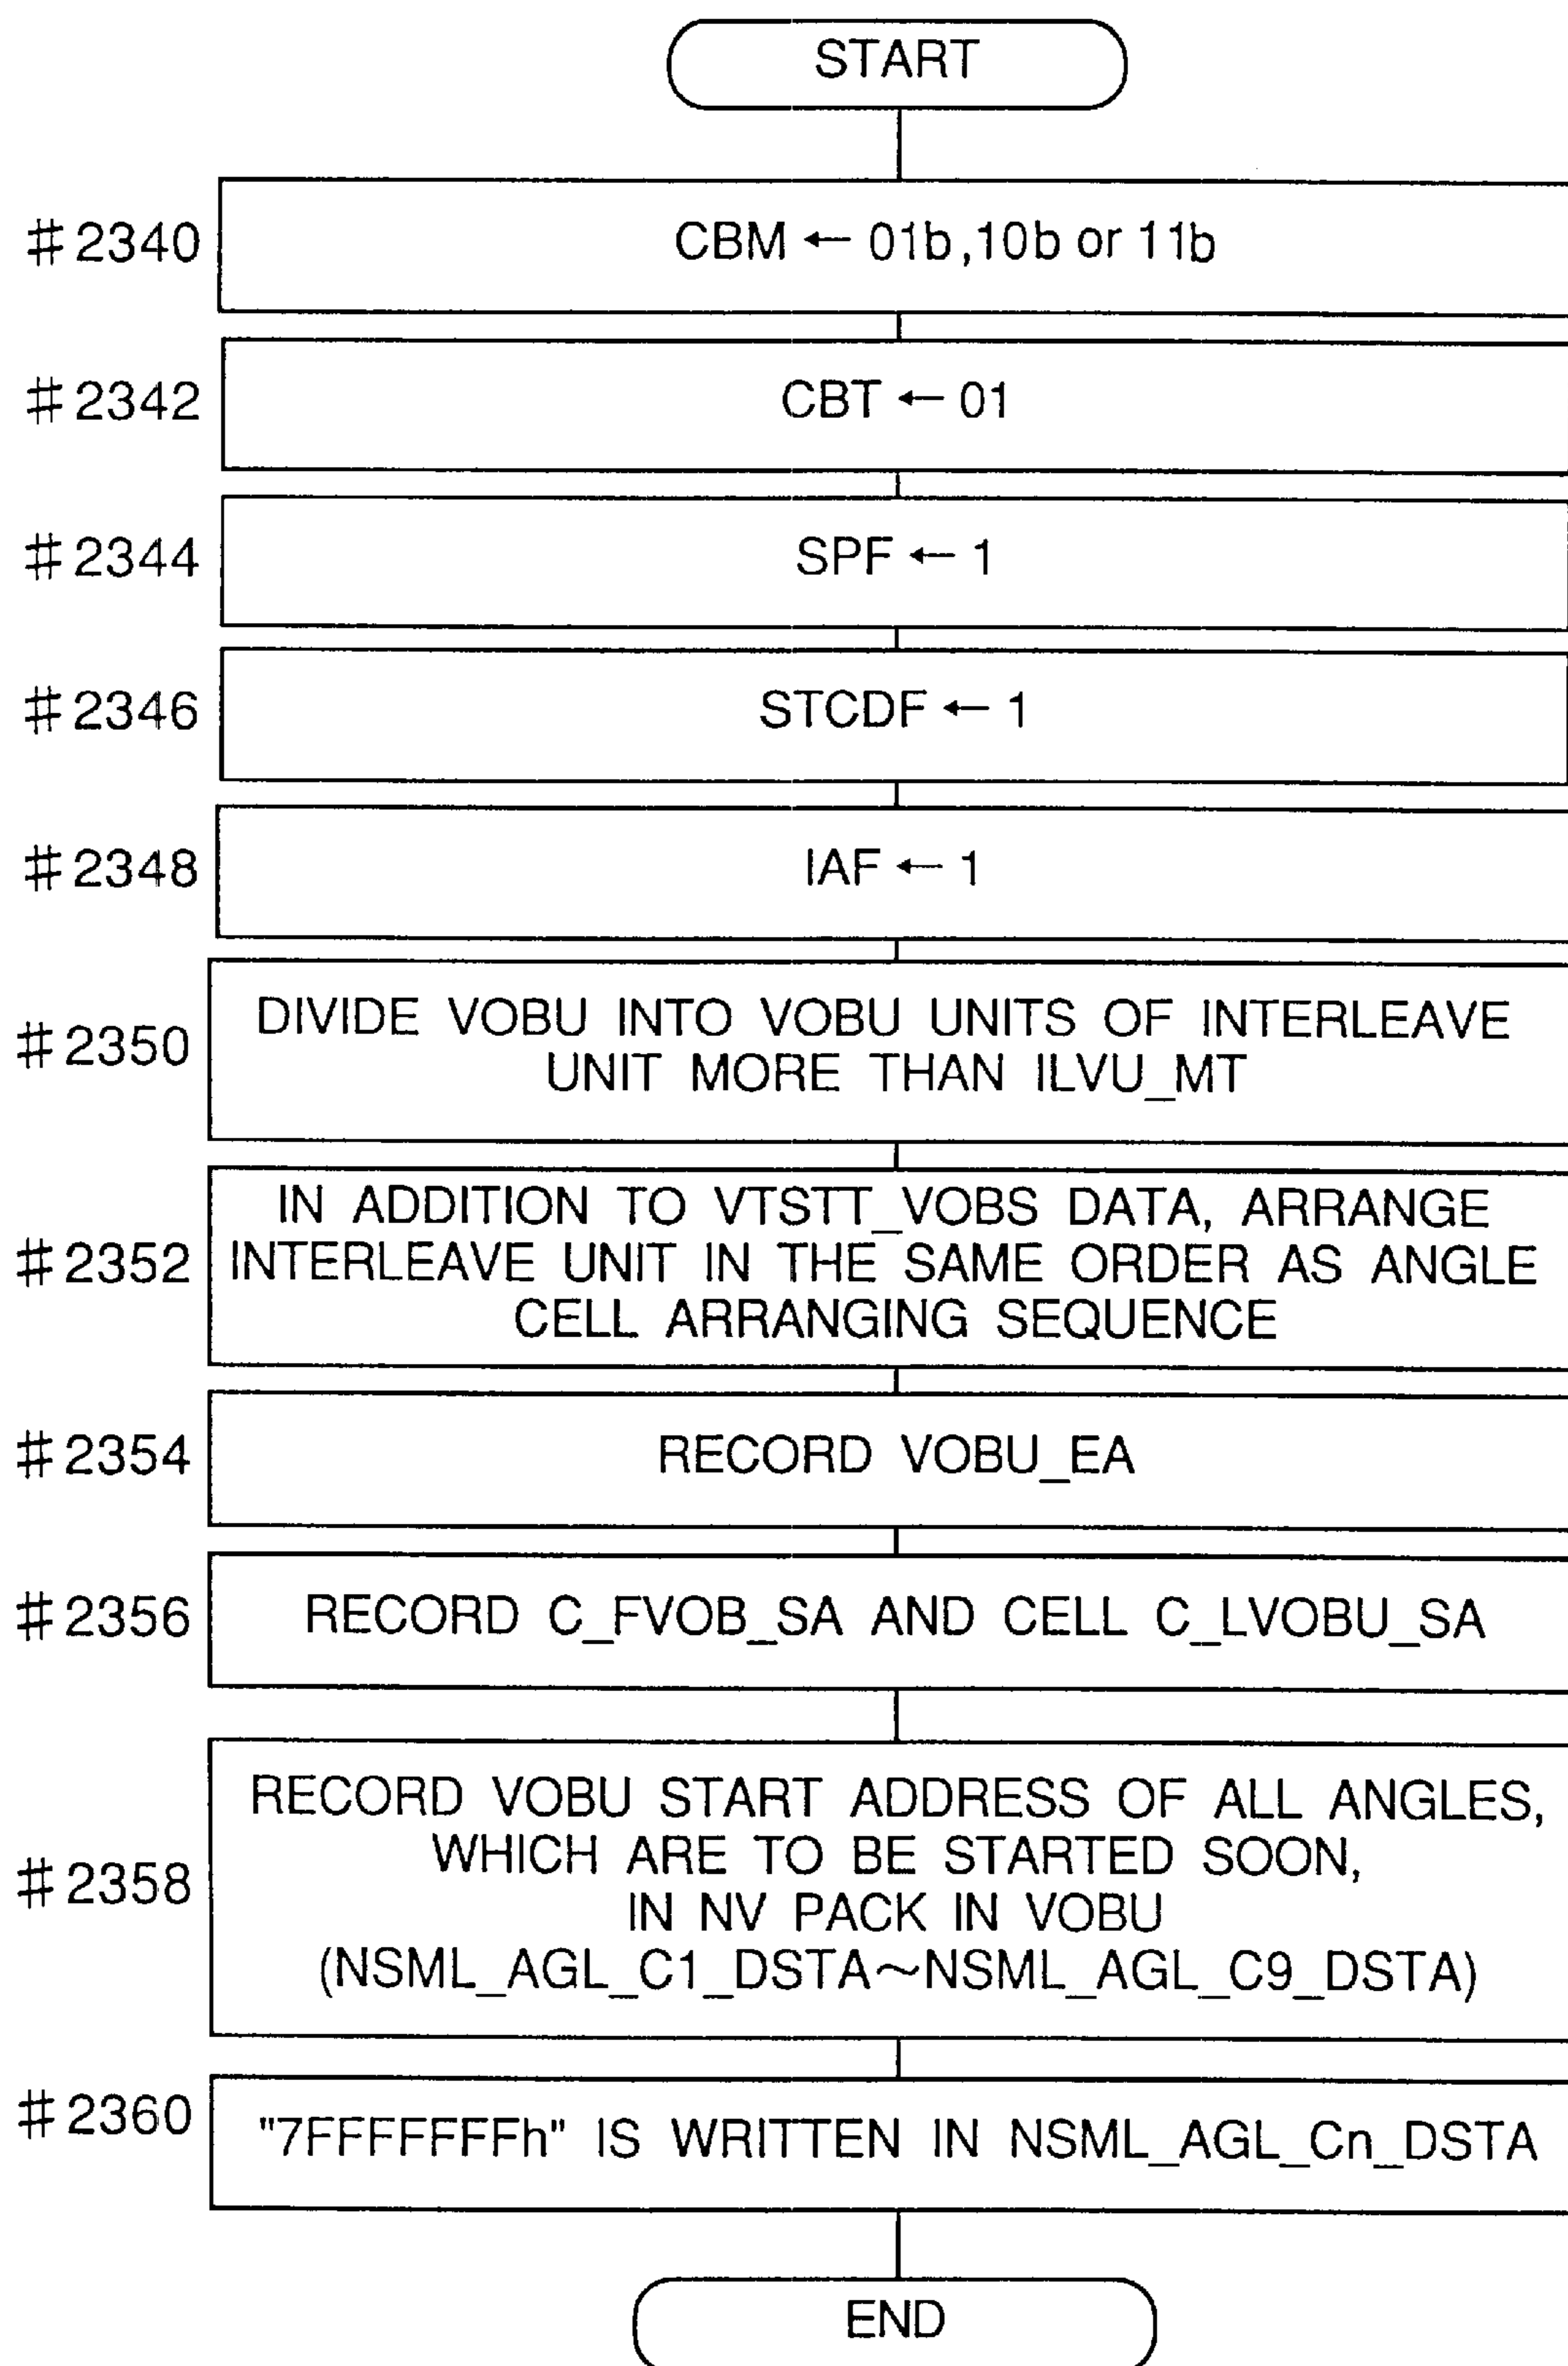 START
#2340
CBM ← 01b,10b or 11b
#2342
CBT ← 01
#2344
SPF ← 1
#2346
STCDF ← 1
#2348
IAF ← 1
#2350
DIVIDE VOBU INTO VOBU UNITS OF INTERLEAVE
UNIT MORE THAN ILVU_MT
#2352
IN ADDITION TO VTSTT_VOBS DATA, ARRANGE
INTERLEAVE UNIT IN THE SAME ORDER AS ANGLE
CELL ARRANGING SEQUENCE
#2354
RECORD VOBU_EA
#2356
RECORD C_FVOB_SA AND CELL C_LVOBU_SA
#2358
RECORD VOBU START ADDRESS OF ALL ANGLES,
WHICH ARE TO BE STARTED SOON,
IN NV PACK IN VOBU
(NSML_AGL_C1_DSTA~NSML_AGL_C9_DSTA)
#2360
"7FFFFFFFh" IS WRITTEN IN NSML_AGL_Cn_DSTA
END